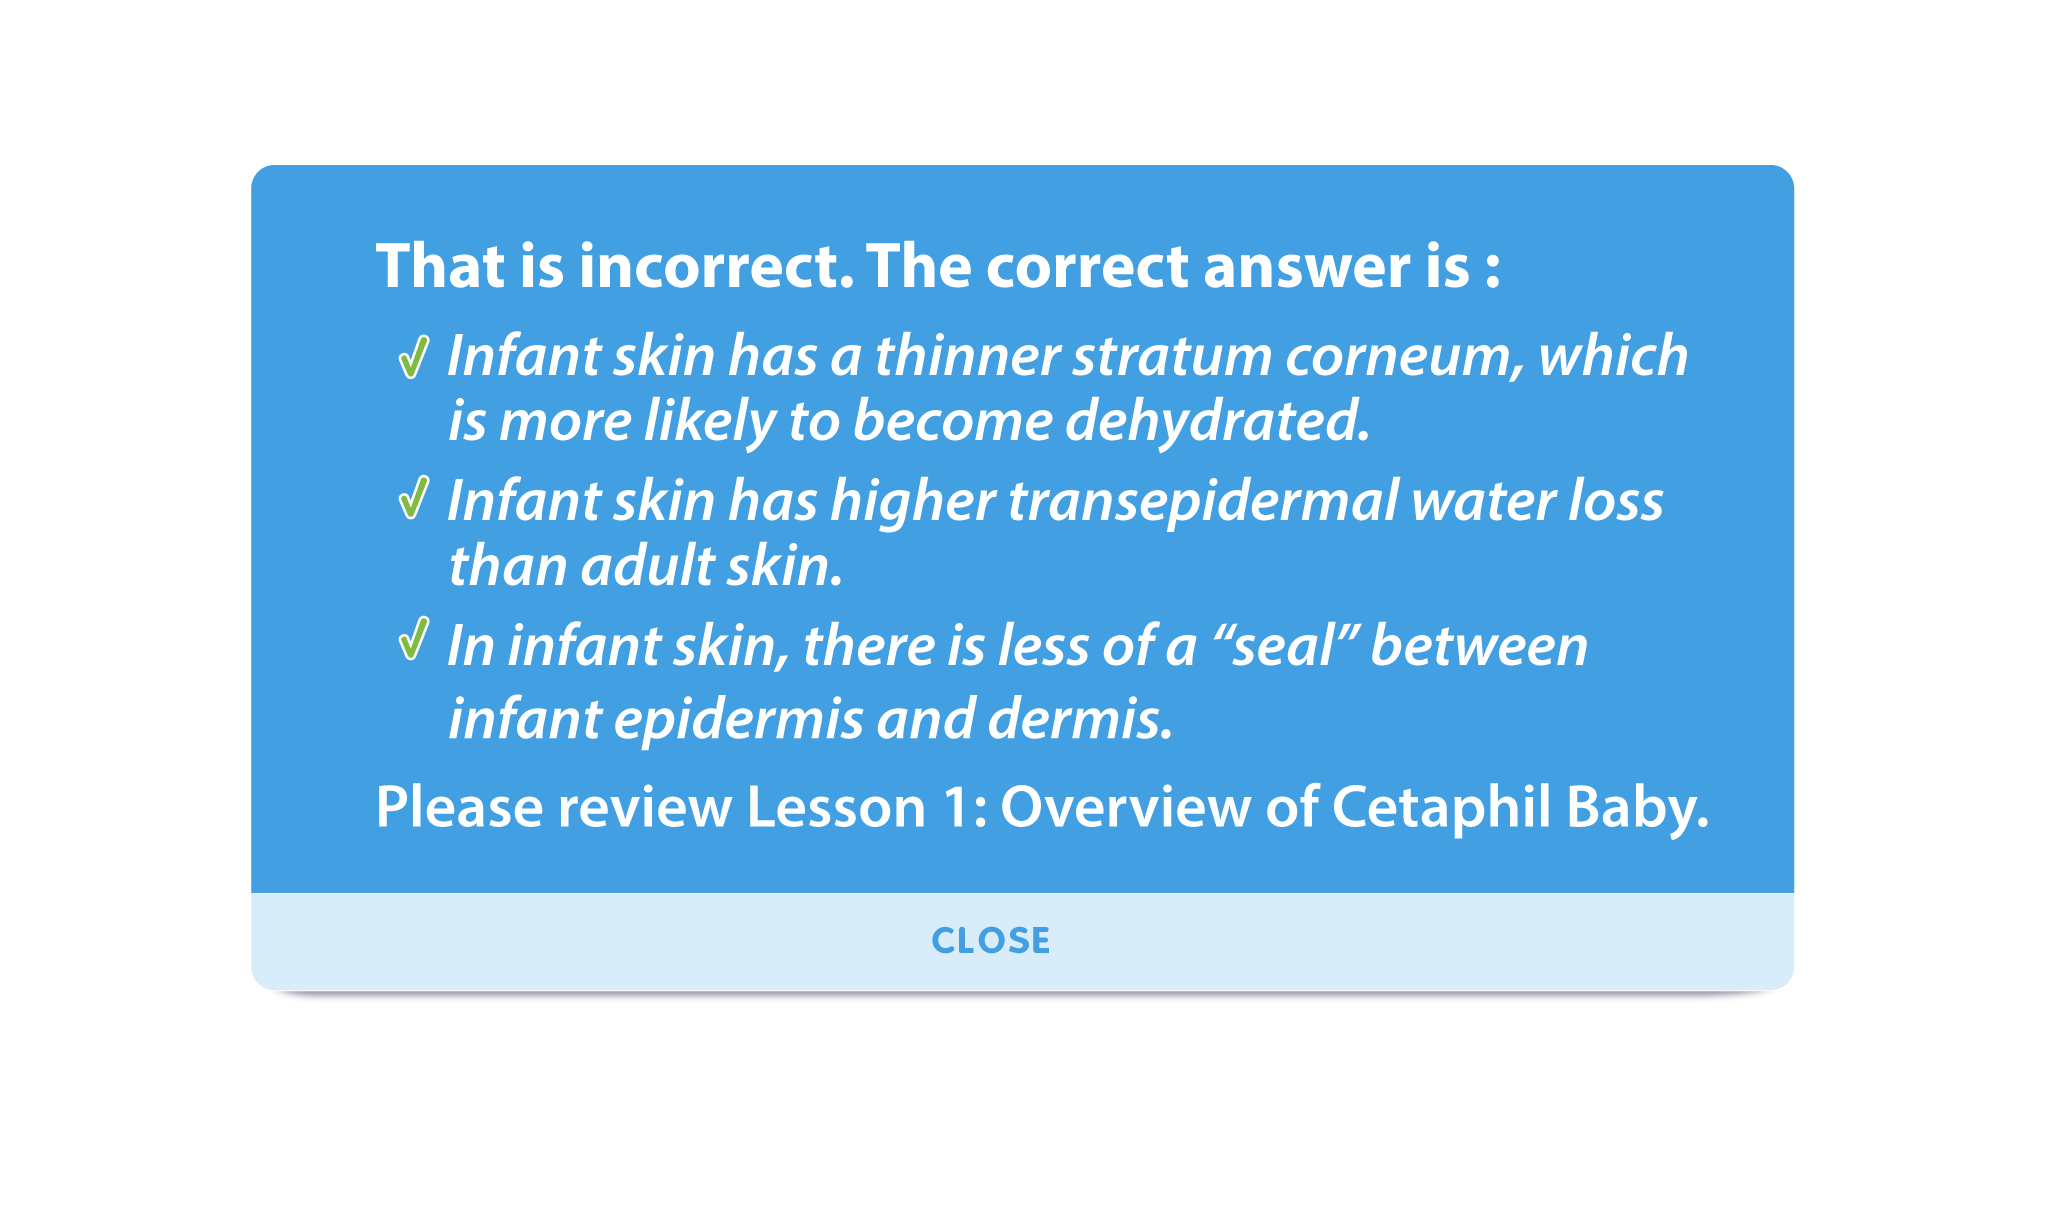 That is incorrect. The correct answer is :
Infant skin has a thinner stratum corneum, which
is more likely to become dehydrated.
Infant skin has higher transepidermal water loss
than adult skin.
In infant skin, there is less of a “seal” between
infant epidermis and dermis.
Please review Lesson 1: Overview of Cetaphil Baby.
CLOSE